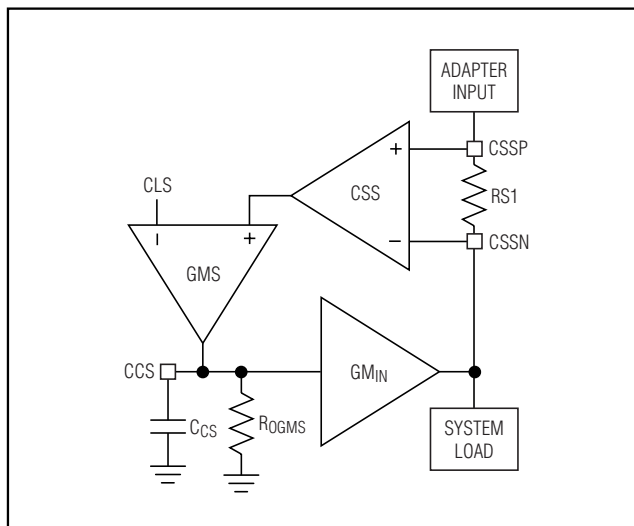 ADAPTER
INPUT
CSSP
+
CSS
CLS
RS1
−
+
−
CSSN
GMS
CCS
GMIN
CCS
ROGMS
SYSTEM
LOAD